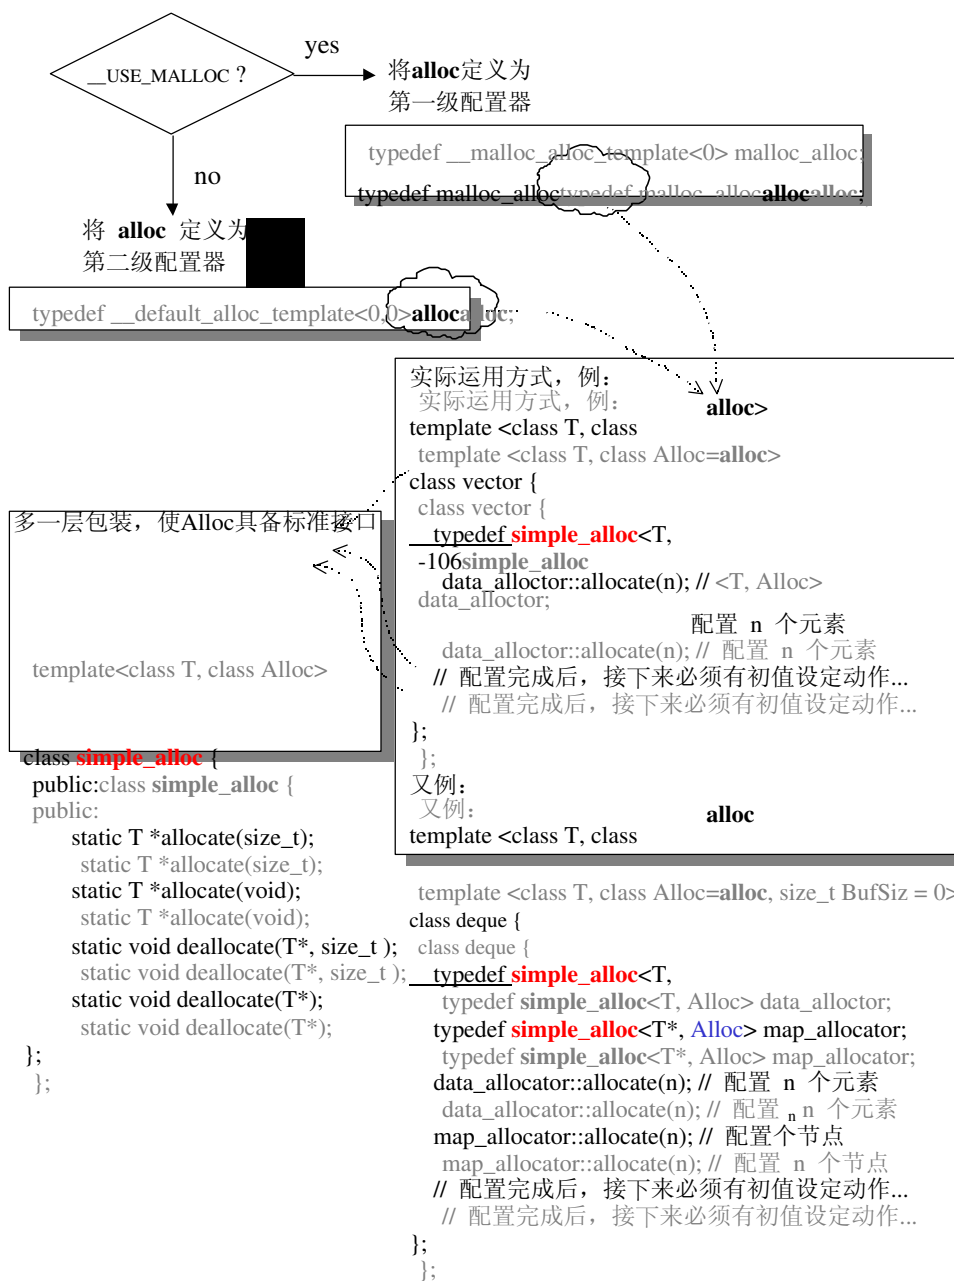 yes
__USE_MALLOC ?
将alloc定义为
第一级配置器
typedef __malloc_alloc_template<0> malloc_alloc;
typedef malloc_alloctypedef malloc_allocallocalloc;
no
将 alloc 定义为
第二级配置器
typedef __default_alloc_template<0,0>allocalloc;
实际运用方式，例：
实际运用方式，例：
alloc>
template <class T, class
template <class T, class Alloc=alloc>
class vector {
class vector {
typedef simple_alloc<T,
-106simple_alloc
data_alloctor::allocate(n); // <T, Alloc>
data_alloctor;
配置 n 个元素
data_alloctor::allocate(n); // 配置 n 个元素
// 配置完成后，接下来必须有初值设定动作...
// 配置完成后，接下来必须有初值设定动作...
};
};
又例：
又例：
alloc
template <class T, class
template <class T, class Alloc=alloc, size_t BufSiz = 0>
class deque {
class deque {
typedef simple_alloc<T,
typedef simple_alloc<T, Alloc> data_alloctor;
typedef simple_alloc<T*, Alloc> map_allocator;
typedef simple_alloc<T*, Alloc> map_allocator;
data_allocator::allocate(n); // 配置 n 个元素
data_allocator::allocate(n); // 配置 n n 个元素
map_allocator::allocate(n); // 配置个节点
map_allocator::allocate(n); // 配置 n 个节点
// 配置完成后，接下来必须有初值设定动作...
// 配置完成后，接下来必须有初值设定动作...
};
};
多一层包装，使Alloc具备标准接口
template<class T, class Alloc>
class simple_alloc {
public:class simple_alloc {
public:
static T *allocate(size_t);
static T *allocate(size_t);
static T *allocate(void);
static T *allocate(void);
static void deallocate(T*, size_t );
static void deallocate(T*, size_t );
static void deallocate(T*);
static void deallocate(T*);
};
};